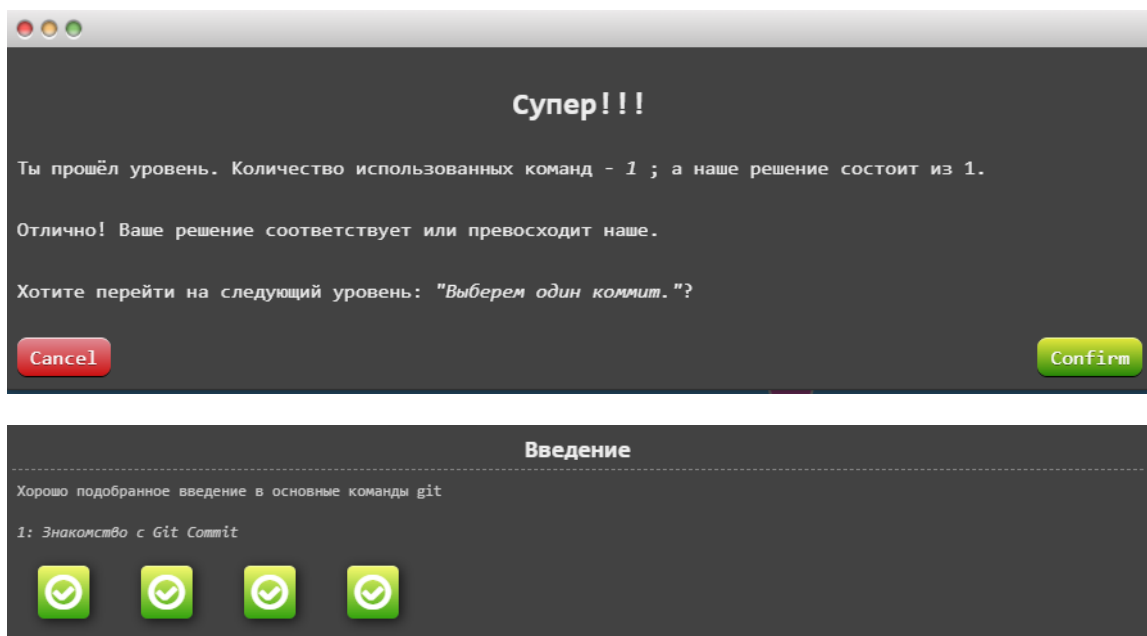 Супер!!!
Ты прошёл уровень. Количество использованных команд - 1 ; а наше решение состоит из 1.
Отлично! Ваше решение соответствует или превосходит наше.
Хотите перейти на следующий уровень: "Выберем один коммит."?
Cancel
Confirm
Введение
Хорошо подобранное введение в основные команды git
1: Знакомство с Git Commit